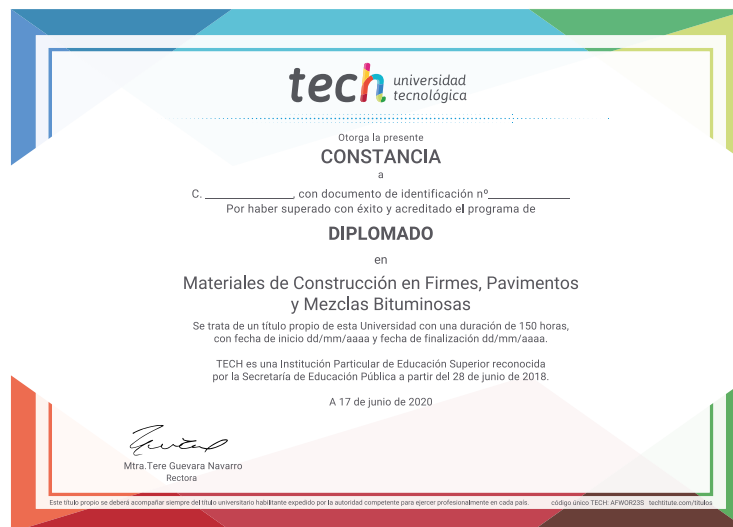 tech universidad
tecnológica
Otorga la presente
CONSTANCIA
a
C. ______________, con documento de identificación nº_____________
Por haber superado con éxito y acreditado el programa de
DIPLOMADO
en
Materiales de Construcción en Firmes, Pavimentos
y Mezclas Bituminosas
Se trata de un título propio de esta Universidad con una duración de 150 horas,
con fecha de inicio dd/mm/aaaa y fecha de finalización dd/mm/aaaa.
TECH es una Institución Particular de Educación Superior reconocida
por la Secretaría de Educación Pública a partir del 28 de junio de 2018.
A 17 de junio de 2020
Mtra.Tere Guevara Navarro
Rectora
Este título propio se deberá acompañar siempre del título universitario habilitante expedido por la autoridad competente para ejercer profesionalmente en cada país. código único TECH: AFWOR23S techtitute.com/titulos